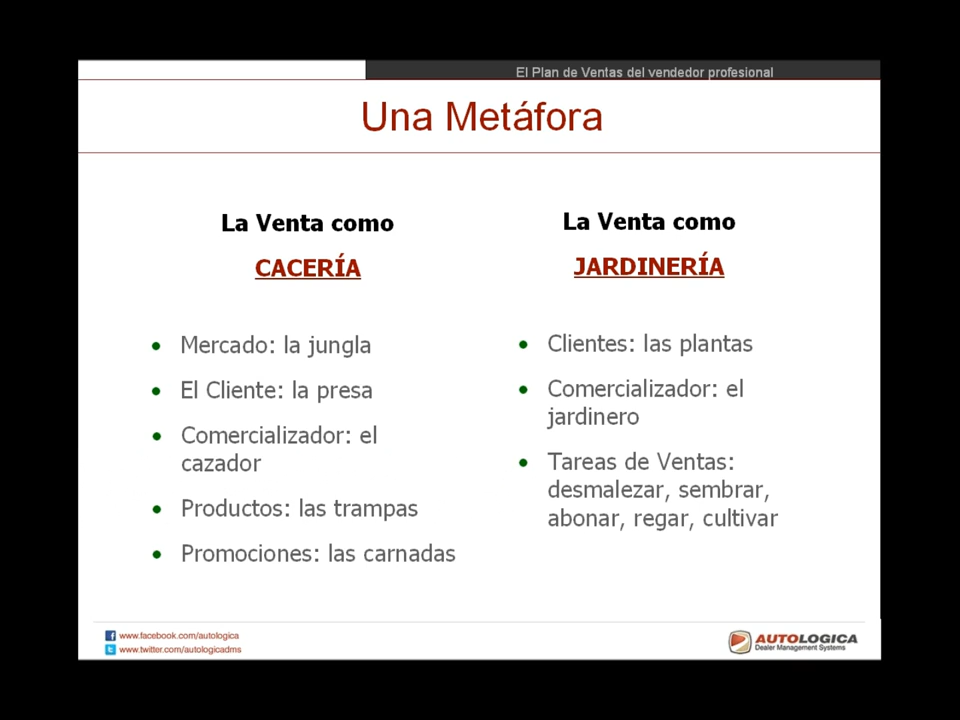 El Plan de Ventas del vendedor profesional
Una Metáfora
La Venta como
CACERÍA
• Mercado: la jungla
• El Cliente: la presa
• Comercializador: el
cazador
• Productos: las trampas
• Promociones: las carnadas
La Venta como
JARDINERÍA
• Clientes: las plantas
• Comercializador: el
jardinero
• Tareas de Ventas:
desmalezar, sembrar,
abonar, regar, cultivar
www.facebook.com/autologica
www.twitter.com/autologicadms
AUTOLOGICA
Dealer Management Systems